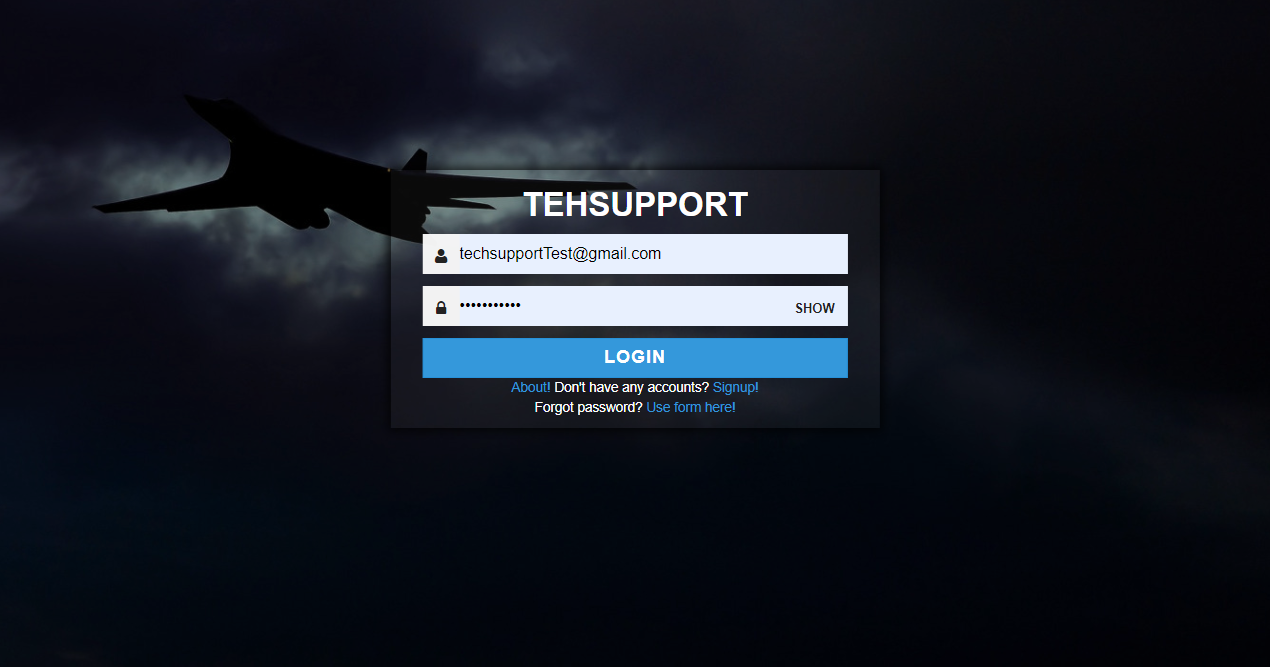 TEHSUPPORT
techsupportTest@gmail.com
••••••••••• SHOW
LOGIN
About! Don't have any accounts? Signup!
Forgot password? Use form here!